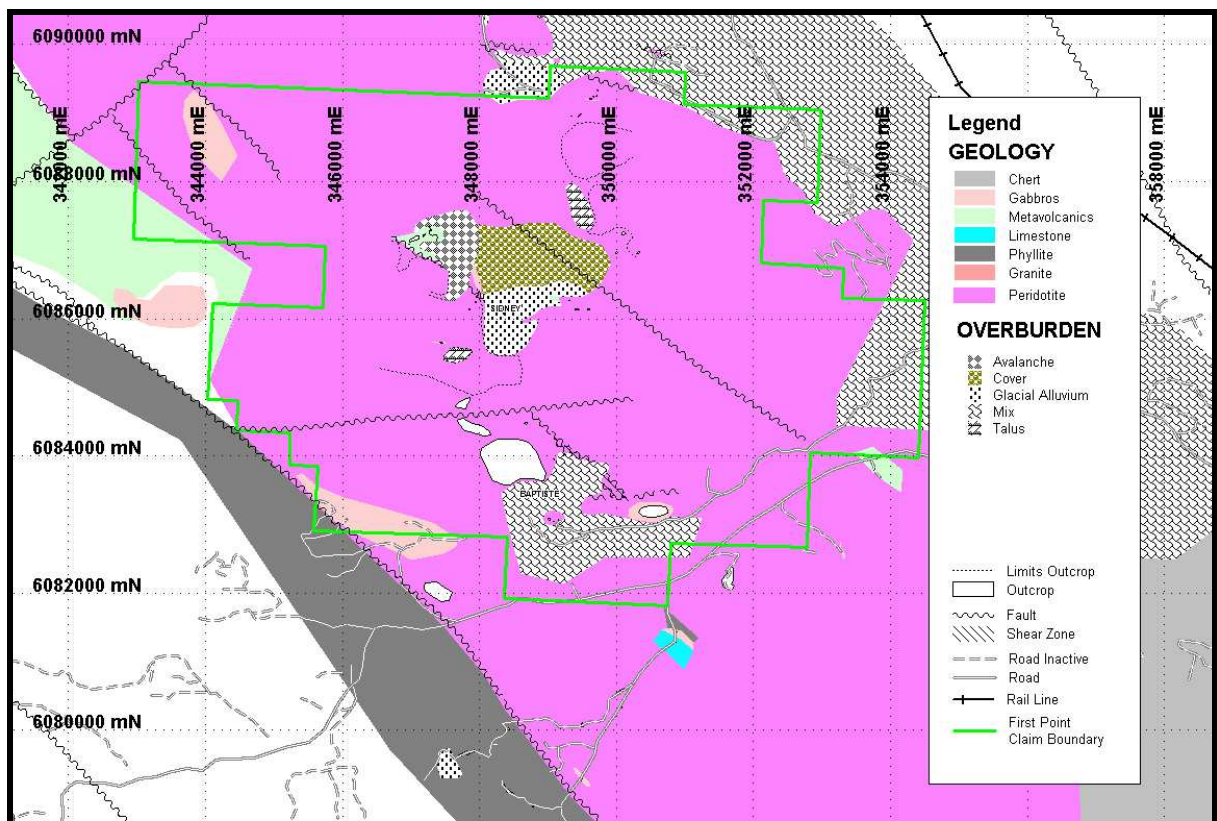 6090000 mN
6088000 mN
6086000 mN
6084000 mN
6082000 mN
6080000 mN
342000 mE
344000 mE
346000 mE
348000 mE
350000 mE
352000 mE
354000 mE
358000 mE
SIDNEY
BAPTISTE
Legend
GEOLOGY
Chert
Gabbros
Metavolcanics
Limestone
Phyllite
Granite
Peridotite
OVERBURDEN
Avalanche
Cover
Glacial Alluvium
Mix
Talus
Limits Outcrop
Outcrop
Fault
Shear Zone
Road Inactive
Road
Rail Line
First Point
Claim Boundary